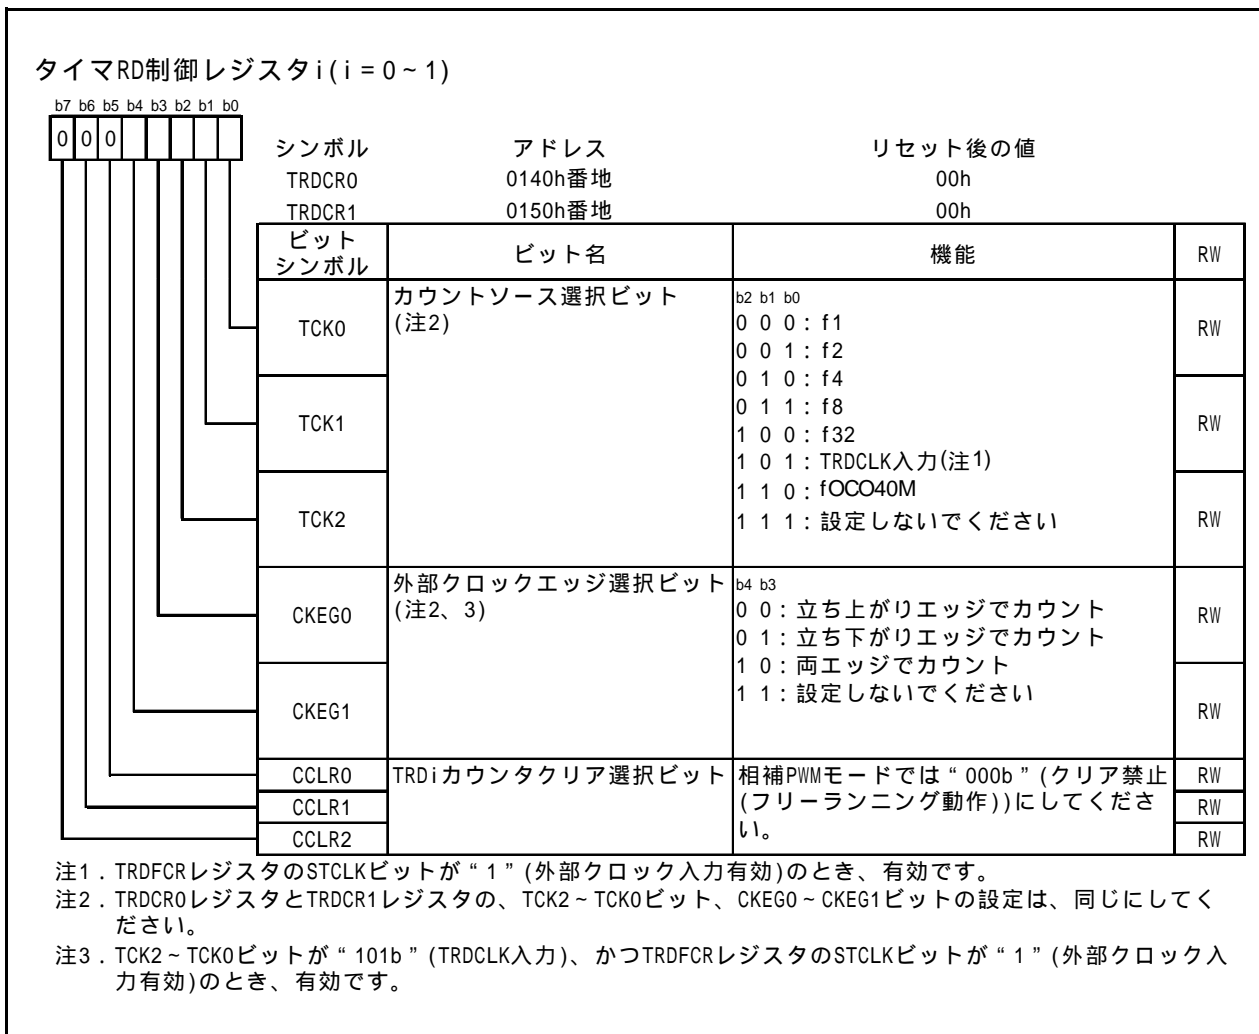 タイマRD制御レジスタi(i=0~1)
b7 b6 b5 b4 b3 b2 b1 b0
0 0 0
シンボル アドレス リセット後の値
TRDCR0 0140h番地 00h
TRDCR1 0150h番地 00h
ビット
シンボル
ビット名 機能 RW
TCK0
カウントソース選択ビット
(注2)
b2 b1 b0
0 0 0:f1
0 0 1:f2
0 1 0:f4
0 1 1:f8
1 0 0:f32
1 0 1:TRDCLK入力(注1)
1 1 0:fOCO40M
1 1 1:設定しないでください
RW
TCK1
RW
TCK2
RW
CKEG0
外部クロックエッジ選択ビット
(注2、3)
b4 b3
0 0:立ち上がりエッジでカウント
0 1:立ち下がりエッジでカウント
1 0:両エッジでカウント
1 1:設定しないでください
RW
CKEG1
RW
CCLR0
TRDiカウンタクリア選択ビット
相補PWMモードでは“000b”(クリア禁止
(フリーランニング動作))にしてくださ
い。
RW
CCLR1
RW
CCLR2
RW
注1.TRDFCRレジスタのSTCLKビットが“1”(外部クロック入力有効)のとき、有効です。
注2.TRDCR0レジスタとTRDCR1レジスタの、TCK2~TCK0ビット、CKEG0~CKEG1ビットの設定は、同じにしてく
ださい。
注3.TCK2~TCK0ビットが“101b”(TRDCLK入力)、かつTRDFCRレジスタのSTCLKビットが“1”(外部クロック入
力有効)のとき、有効です。